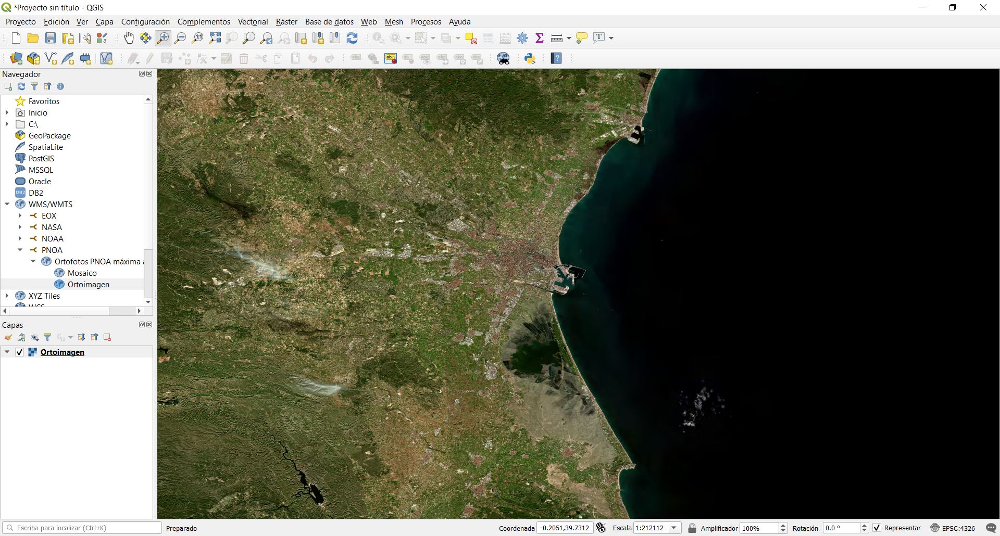 *Proyecto sin título - QGIS
Proyecto Edición Ver Capa Configuración Complementos Vectorial Ráster Base de datos Web Mesh Procesos Ayuda
Navegador
Favoritos
Inicio
C:\
GeoPackage
SpatiaLite
PostGIS
MSSQL
Oracle
DB2 DB2
WMS/WMTS
EOX
NASA
NOAA
PNOA
Ortofotos PNOA máxima
Mosaico
Ortoimagen
XYZ Tiles
WCS
Capas
Ortoimagen
Escriba para localizar (Ctrl+K) Preparado Coordenada -0.2051,39.7312 Escala 1:212112 Amplificador 100% Rotación 0.0 ° Representar EPSG:4326